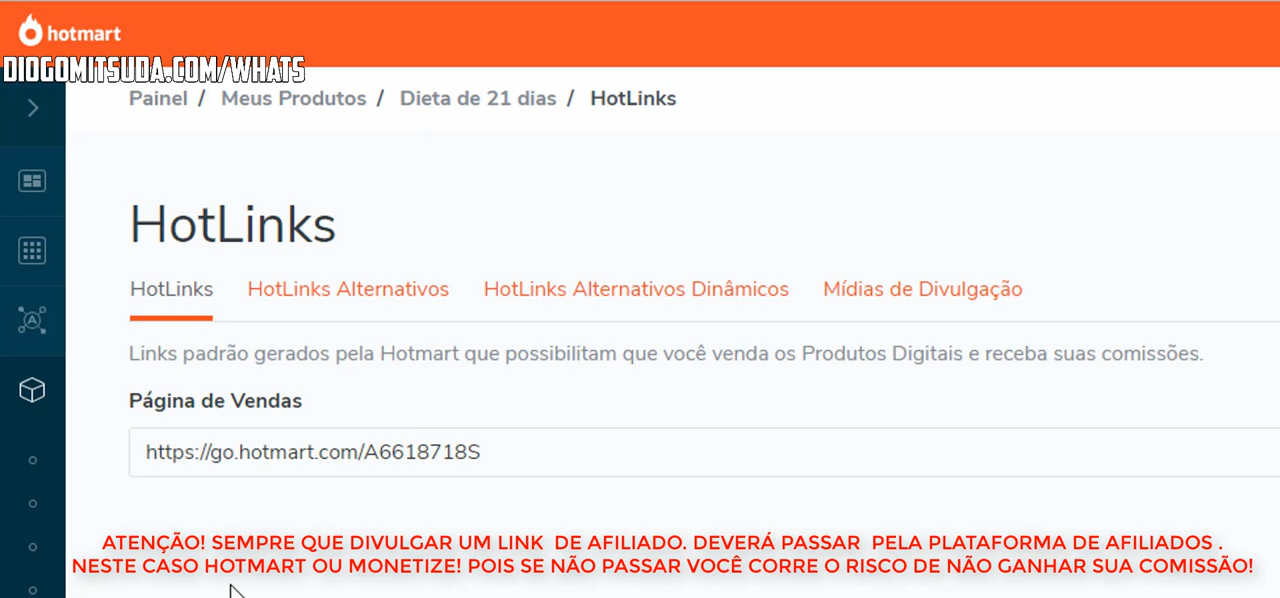 hotmart
DIOGOMITSUDA.COM/WHATS
Painel / Meus Produtos / Dieta de 21 dias / HotLinks
HotLinks
HotLinks HotLinks Alternativos HotLinks Alternativos Dinâmicos Mídias de Divulgação
Links padrão gerados pela Hotmart que possibilitam que você venda os Produtos Digitais e receba suas comissões.
Página de Vendas
https://go.hotmart.com/A6618718S
ATENÇÃO! SEMPRE QUE DIVULGAR UM LINK DE AFILIADO. DEVERÁ PASSAR PELA PLATAFORMA DE AFILIADOS .
NESTE CASO HOTMART OU MONETIZE! POIS SE NÃO PASSAR VOCÊ CORRE O RISCO DE NÃO GANHAR SUA COMISSÃO!